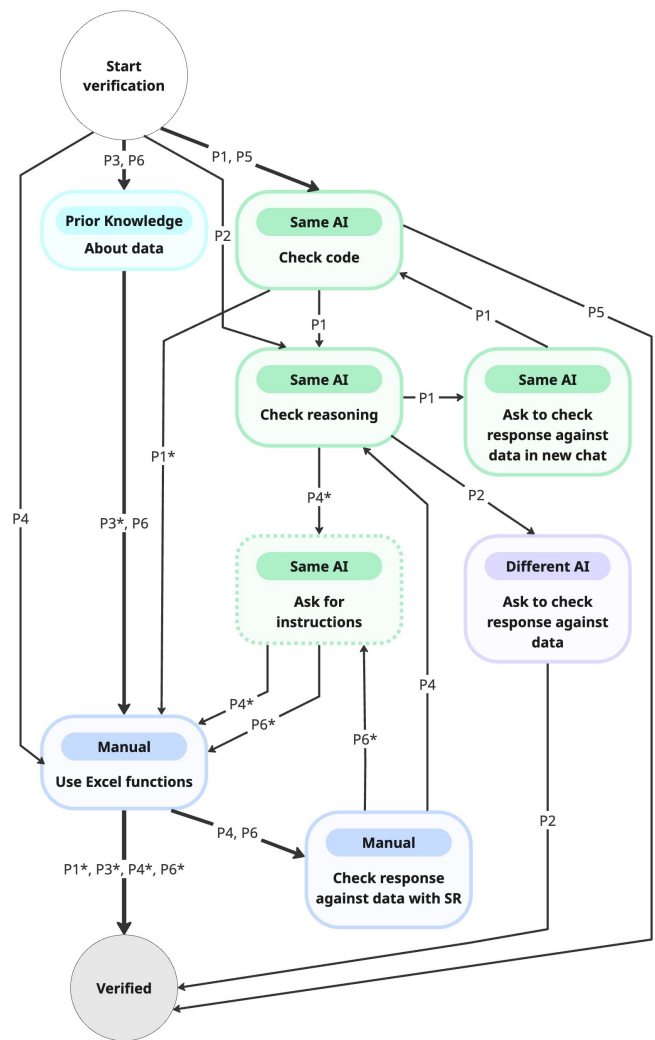 Start
verification
P3, P6
P1, P5
Prior Knowledge
About data
P2
Same AI
Check code
P1
P1
P5
Same AI
Check reasoning
P1
Same AI
Ask to check
response against
data in new chat
P1*
P4
P3*, P6
P4*
P2
Same AI
Ask for
instructions
Different AI
Ask to check
response against
data
P4*
P6*
P4
P6*
Manual
Use Excel functions
P4, P6
P2
Manual
Check response
against data with SR
P1*, P3*, P4*, P6*
Verified